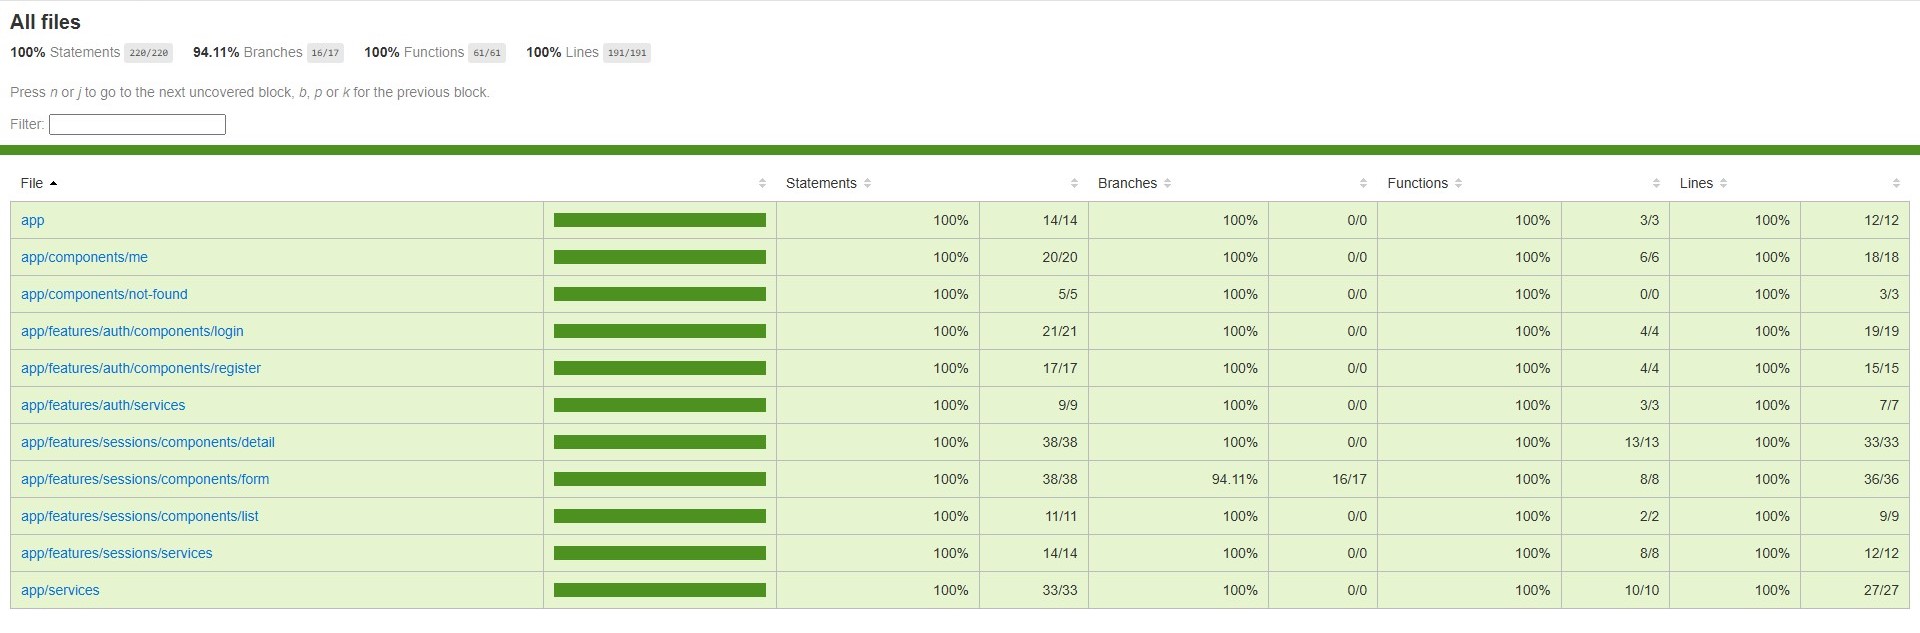 All files
100% Statements 220/220 94.11% Branches 16/17 100% Functions 61/61 100% Lines 191/191
Press n or j to go to the next uncovered block, b, p or k for the previous block.
Filter:
File Statements Branches Functions Lines
app 100% 14/14 100% 0/0 100% 3/3 100% 12/12
app/components/me 100% 20/20 100% 0/0 100% 6/6 100% 18/18
app/components/not-found 100% 5/5 100% 0/0 100% 0/0 100% 3/3
app/features/auth/components/login 100% 21/21 100% 0/0 100% 4/4 100% 19/19
app/features/auth/components/register 100% 17/17 100% 0/0 100% 4/4 100% 15/15
app/features/auth/services 100% 9/9 100% 0/0 100% 3/3 100% 7/7
app/features/sessions/components/detail 100% 38/38 100% 0/0 100% 13/13 100% 33/33
app/features/sessions/components/form 100% 38/38 94.11% 16/17 100% 8/8 100% 36/36
app/features/sessions/components/list 100% 11/11 100% 0/0 100% 2/2 100% 9/9
app/features/sessions/services 100% 14/14 100% 0/0 100% 8/8 100% 12/12
app/services 100% 33/33 100% 0/0 100% 10/10 100% 27/27